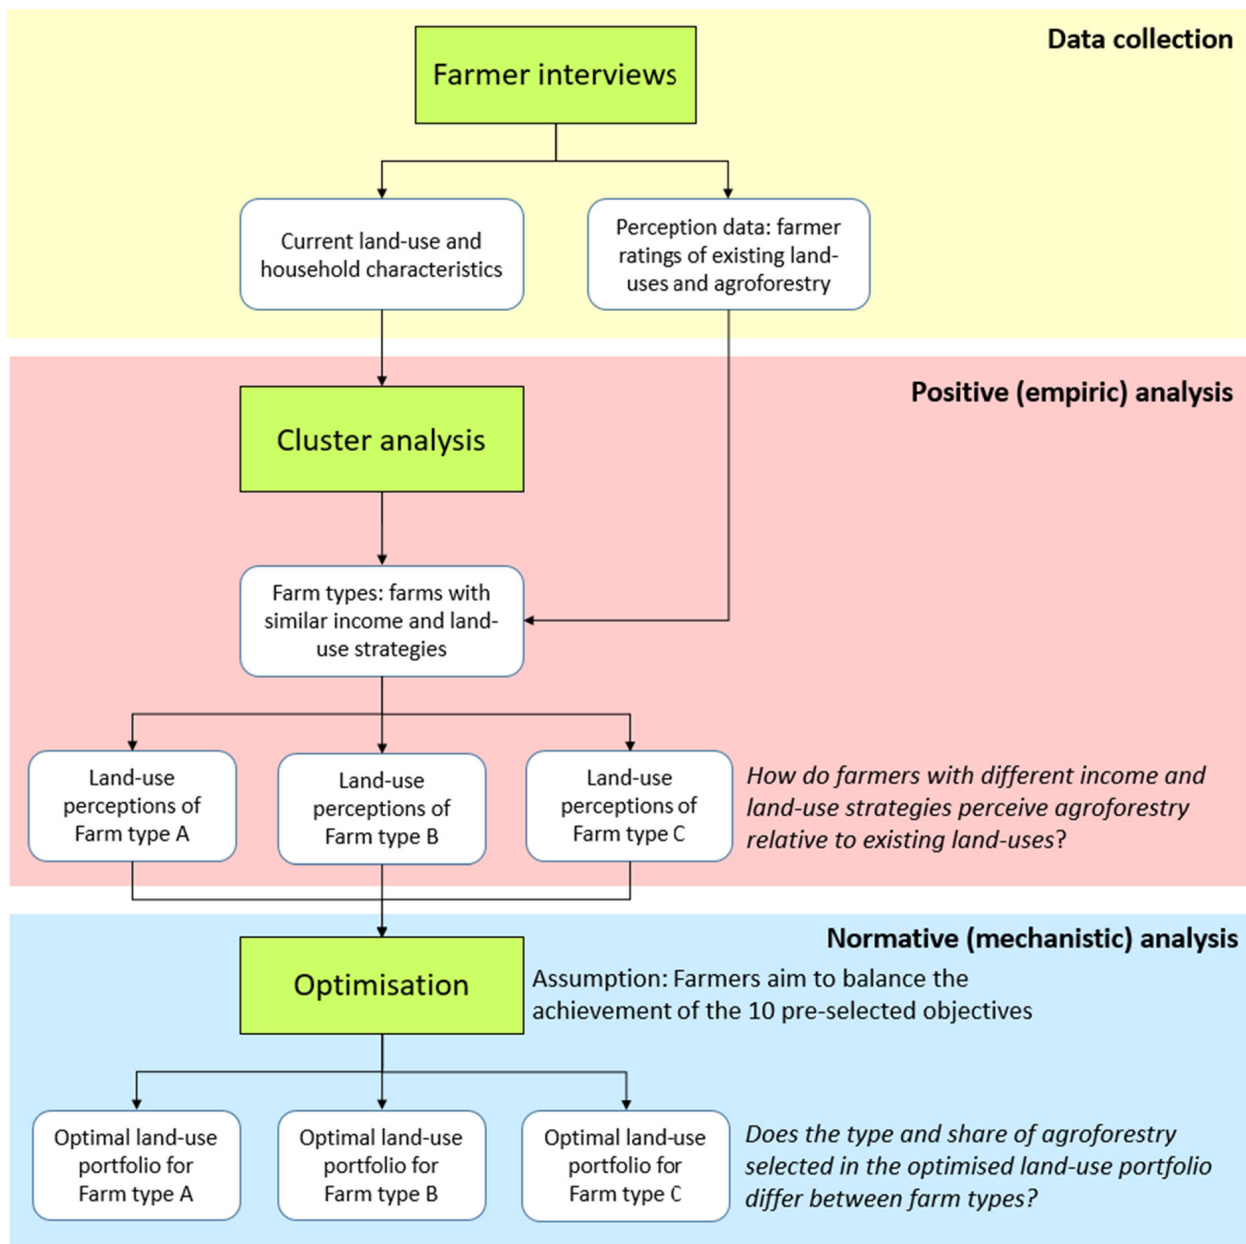 Data collection
Farmer interviews
Current land-use and
household characteristics
Perception data: farmer
ratings of existing land-
uses and agroforestry
Positive (empiric) analysis
Cluster analysis
Farm types: farms with
similar income and land-
use strategies
Land-use
perceptions of
Farm type A
Land-use
perceptions of
Farm type B
Land-use
perceptions of
Farm type C
How do farmers with different income and
land-use strategies perceive agroforestry
relative to existing land-uses?
Normative (mechanistic) analysis
Optimisation
Assumption: Farmers aim to balance the
achievement of the 10 pre-selected objectives
Optimal land-use
portfolio for
Farm type A
Optimal land-use
portfolio for
Farm type B
Optimal land-use
portfolio for
Farm type C
Does the type and share of agroforestry
selected in the optimised land-use portfolio
differ between farm types?